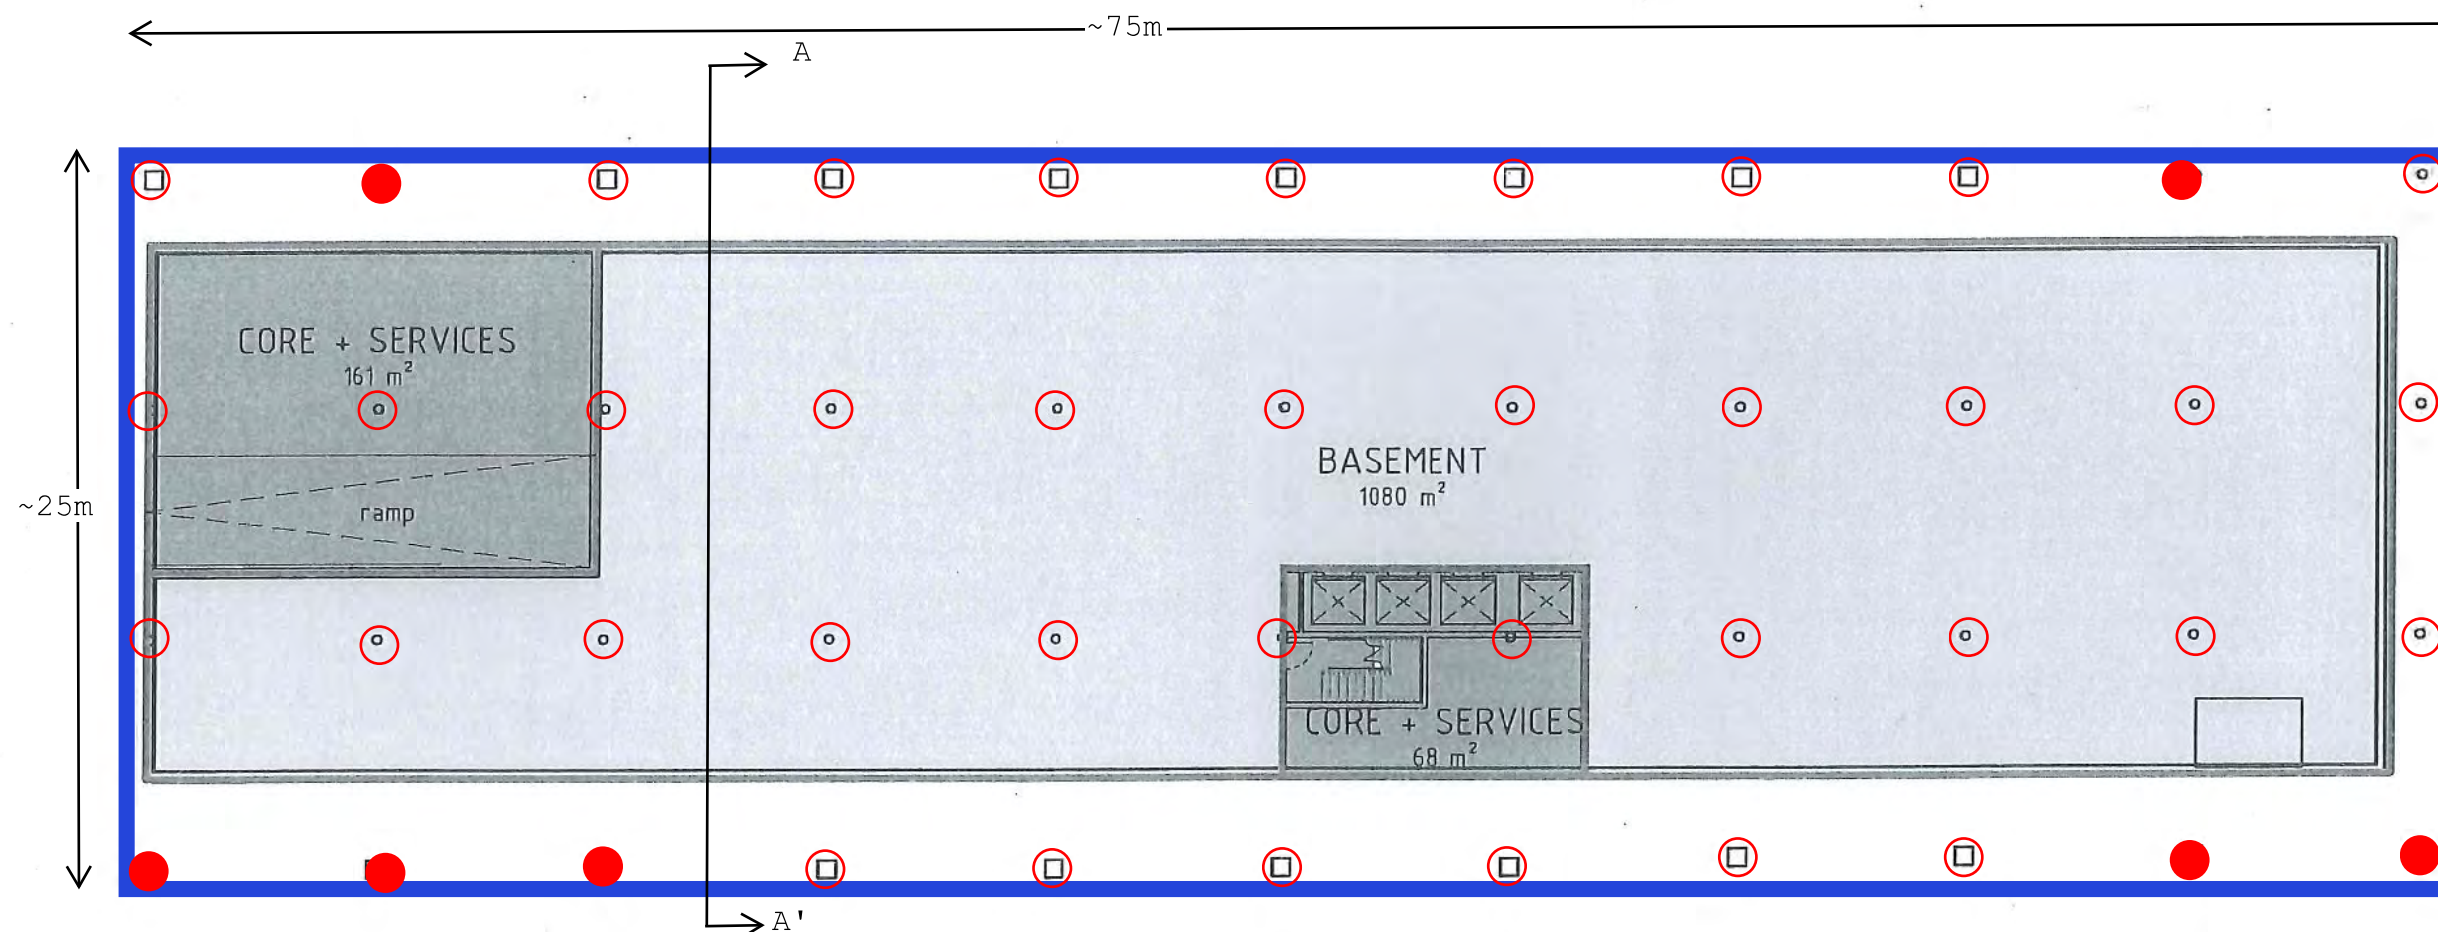 ~75m
A
CORE + SERVICES
161 m²
BASEMENT
1080 m²
~25m
ramp
CORE + SERVICES
68 m²
A'